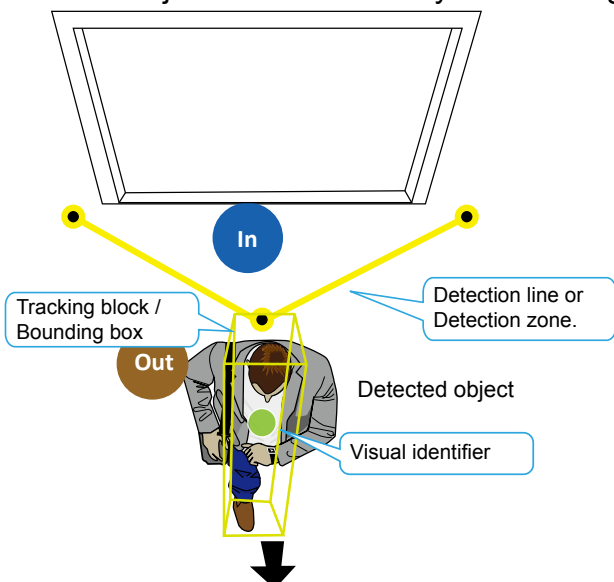 In
Tracking block /
Bounding box
Detection line or
Detection zone.
Out
Detected object
Visual identifier